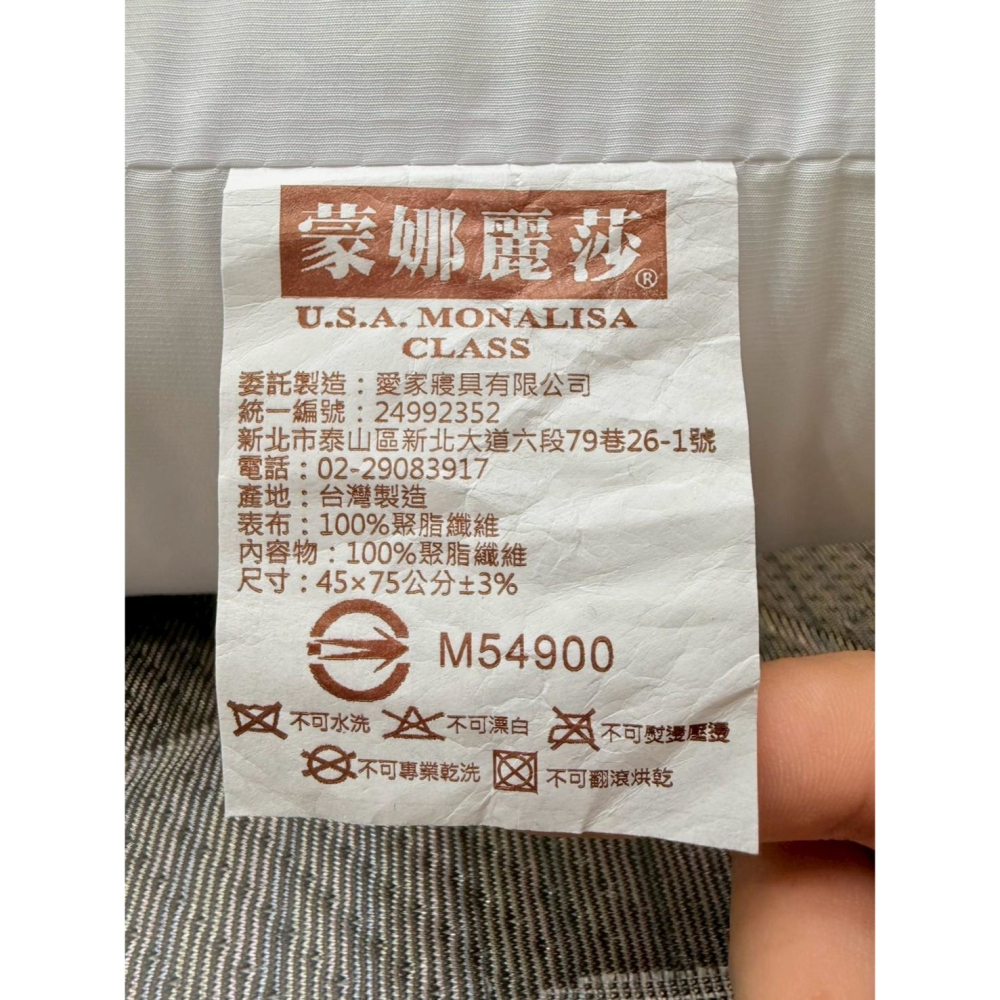 蒙娜麗莎®
U.S.A. MONALISA
CLASS
委託製造：愛家寢具有限公司
統一編號：24992352
新北市泰山區新北大道六段79巷26-1號
電話：02-29083917
產地：台灣製造
表布：100%聚脂纖維
內容物：100%聚脂纖維
尺寸：45×75公分±3%
M54900
不可水洗 不可漂白 不可熨燙壓燙
不可專業乾洗 不可翻滾烘乾